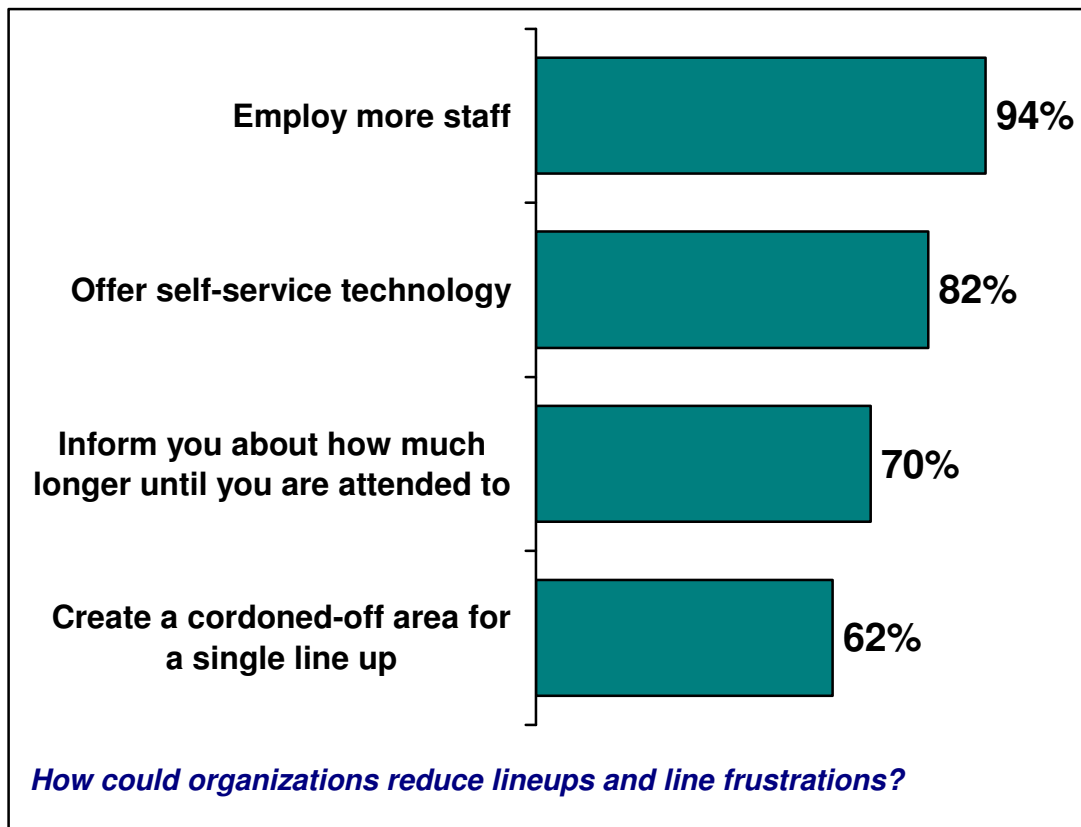 Employ more staff
94%
Offer self-service technology
82%
Inform you about how much
longer until you are attended to
70%
Create a cordoned-off area for
a single line up
62%
How could organizations reduce lineups and line frustrations?